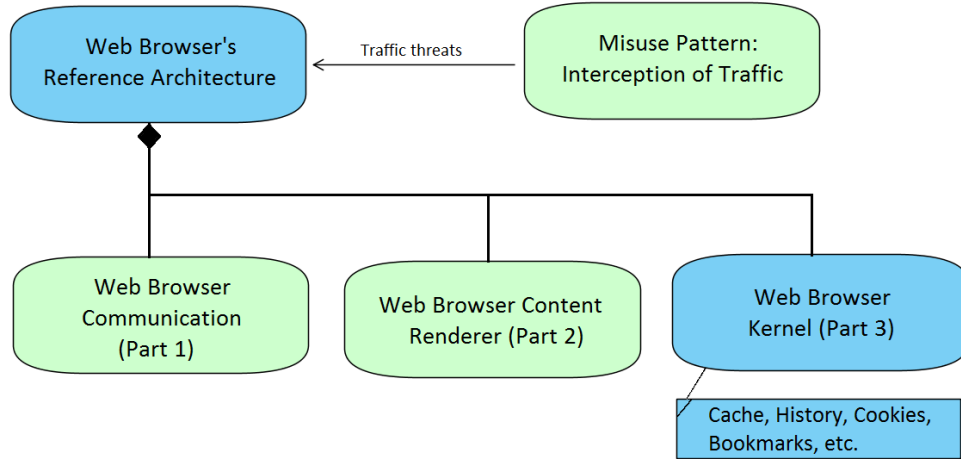 Web Browser's
Reference Architecture
Traffic threats
Misuse Pattern:
Interception of Traffic
Web Browser
Communication
(Part 1)
Web Browser Content
Renderer (Part 2)
Web Browser
Kernel (Part 3)
Cache, History, Cookies,
Bookmarks, etc.